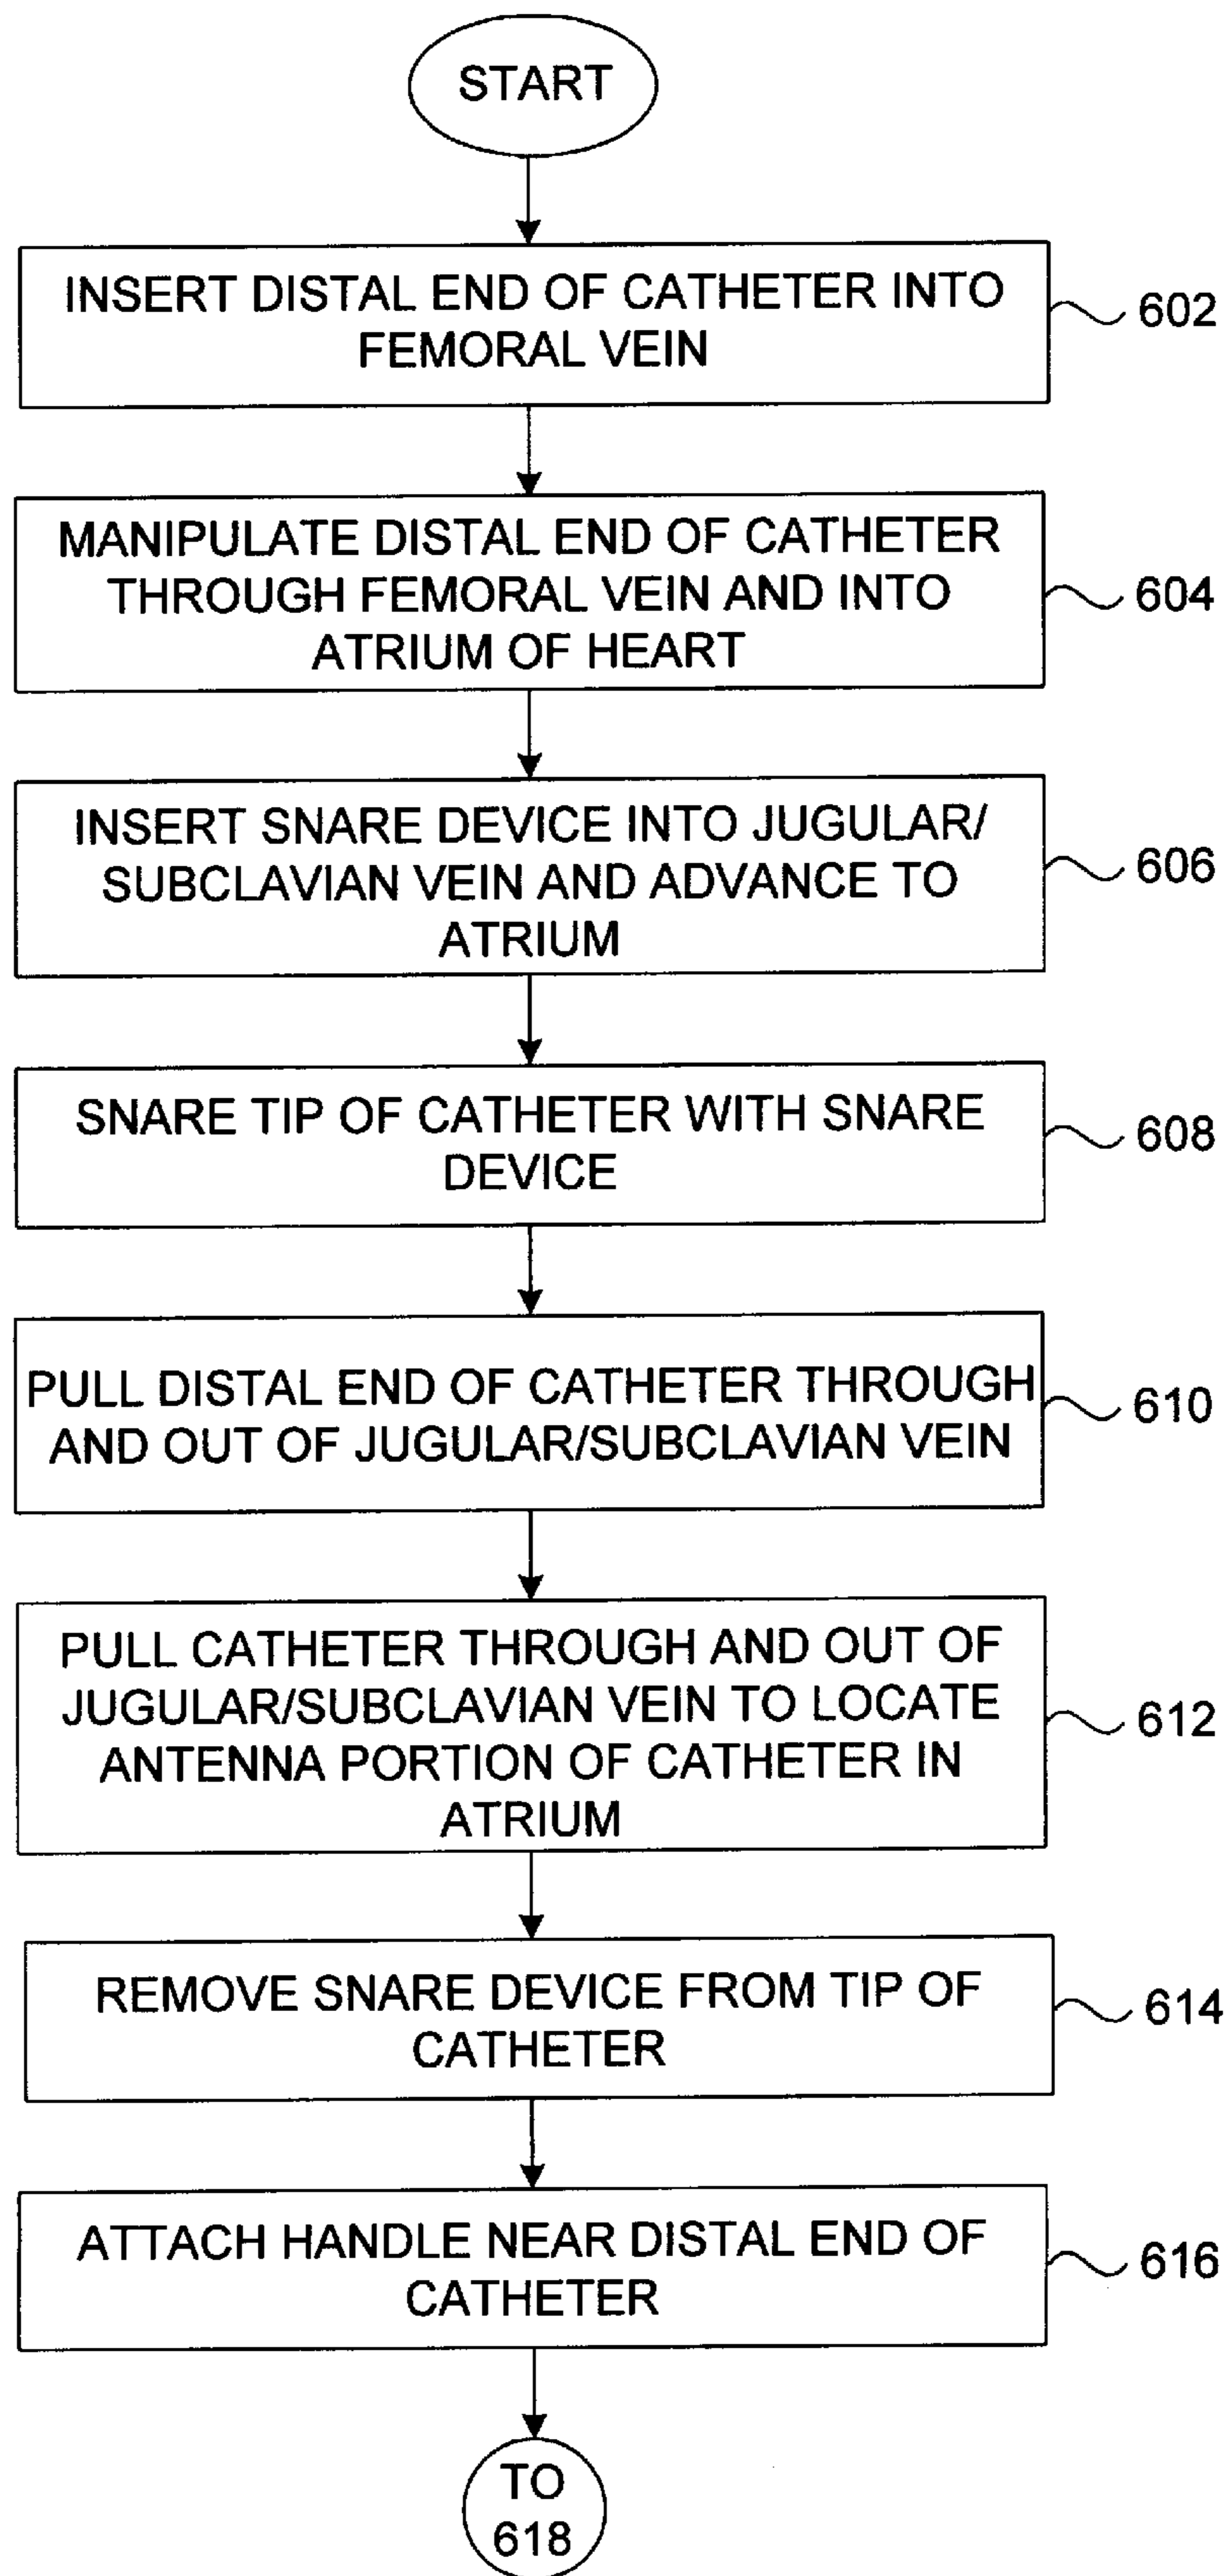 START
INSERT DISTAL END OF CATHETER INTO
FEMORAL VEIN
602
MANIPULATE DISTAL END OF CATHETER
THROUGH FEMORAL VEIN AND INTO
ATRIUM OF HEART
604
INSERT SNARE DEVICE INTO JUGULAR/
SUBCLAVIAN VEIN AND ADVANCE TO
ATRIUM
606
SNARE TIP OF CATHETER WITH SNARE
DEVICE
608
PULL DISTAL END OF CATHETER THROUGH
AND OUT OF JUGULAR/SUBCLAVIAN VEIN
610
PULL CATHETER THROUGH AND OUT OF
JUGULAR/SUBCLAVIAN VEIN TO LOCATE
ANTENNA PORTION OF CATHETER IN
ATRIUM
612
REMOVE SNARE DEVICE FROM TIP OF
CATHETER
614
ATTACH HANDLE NEAR DISTAL END OF
CATHETER
616
TO
618